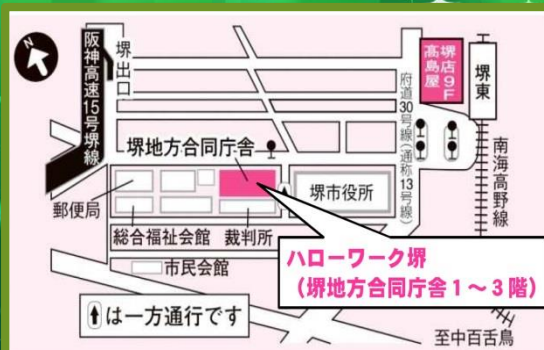 N
阪神高速15号堺線
堺出口
府道30号線(通称13号線)
堺店9F
髙島屋
堺東
南海高野線
堺地方合同庁舎
堺市役所
郵便局
総合福祉会館
裁判所
市民会館
ハローワーク堺
(堺地方合同庁舎1～3階)
は一方通行です
至中百舌鳥